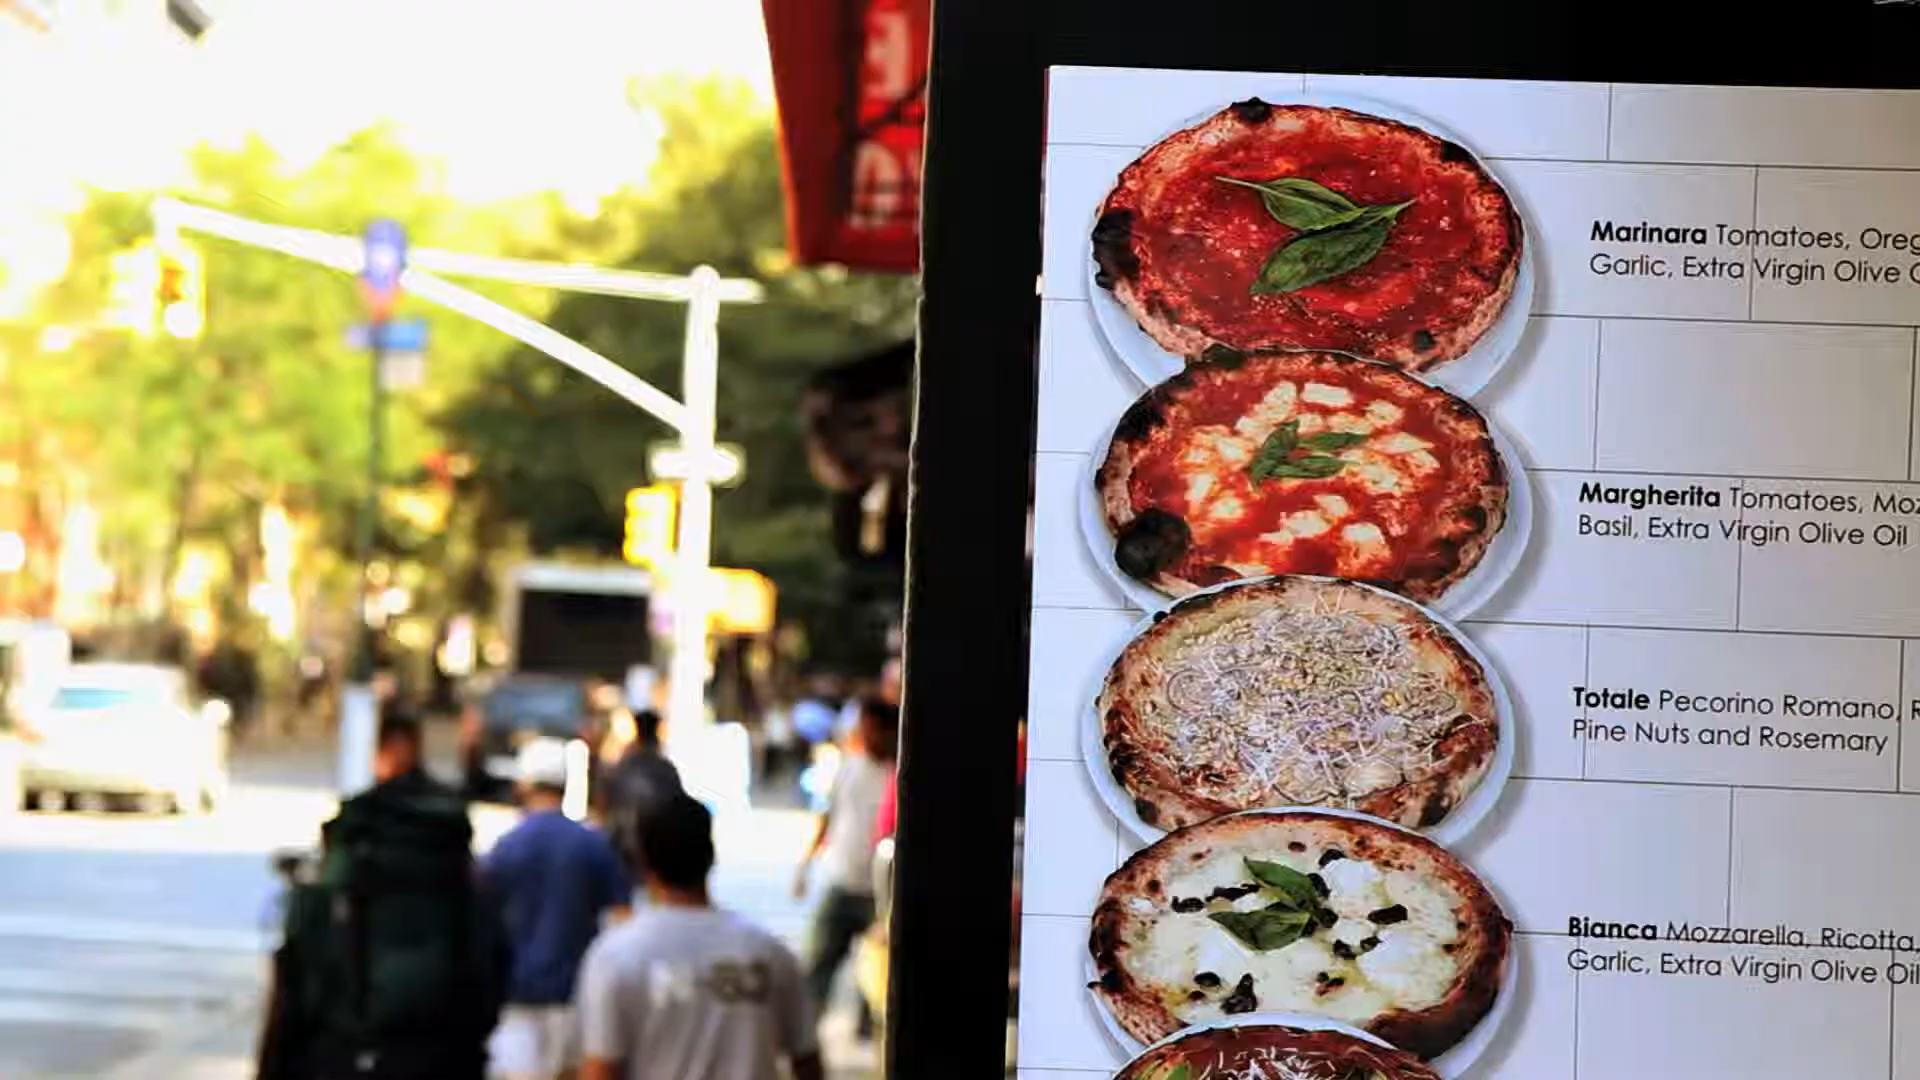 Marinara Tomatoes, Oreg
Garlic, Extra Virgin Olive
Margherita Tomatoes, Moz
Basil, Extra Virgin Olive Oil
Totale Pecorino Romano, R
Pine Nuts and Rosemary
Bianca Mozzarella, Ricotta,
Garlic, Extra Virgin Olive Oil